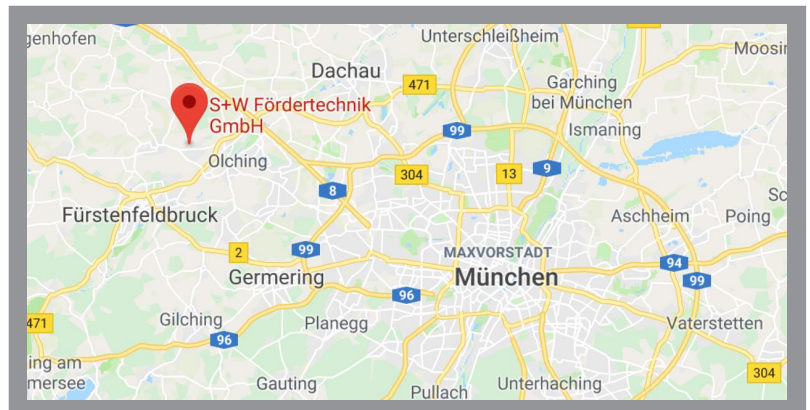 genhofen
Unterschleißheim
Moosin
Dachau
471
Garching
bei München
S+W Fördertechnik
GmbH
99
Ismaning
Olching
304
13
9
8
Sc
Fürstenfeldbruck
Aschheim
Poing
2
99
MAXVORSTADT
94
Germering
München
99
96
471
Gilching
Planegg
Vaterstetten
96
ing am
mersee
Gauting
Pullach
Unterhaching
304